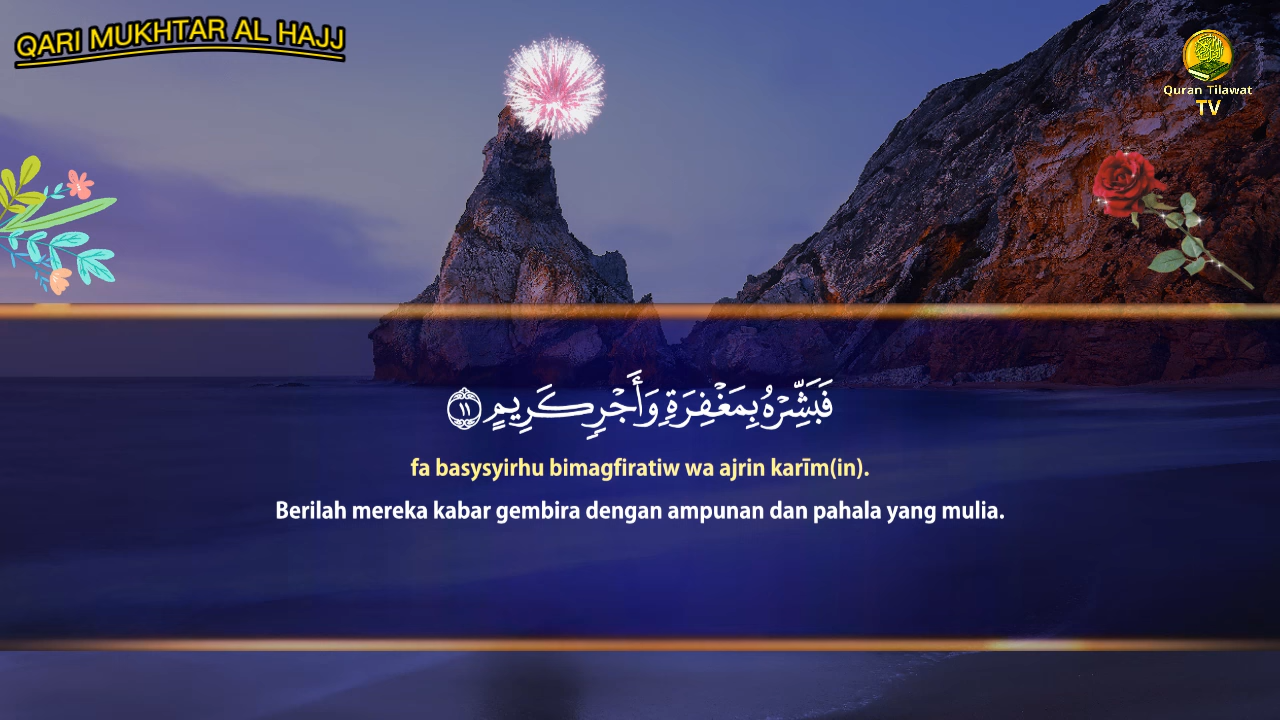 QARI MUKHTAR AL HAJJ
Quran Tilawat
TV
فَبَشِّرْهُ بِمَغْفِرَةٍ وَأَجْرٍ كَرِيمٍ ١١
fa basysyirhu bimagfiratiw wa ajrin karīm(in).
Berilah mereka kabar gembira dengan ampunan dan pahala yang mulia.